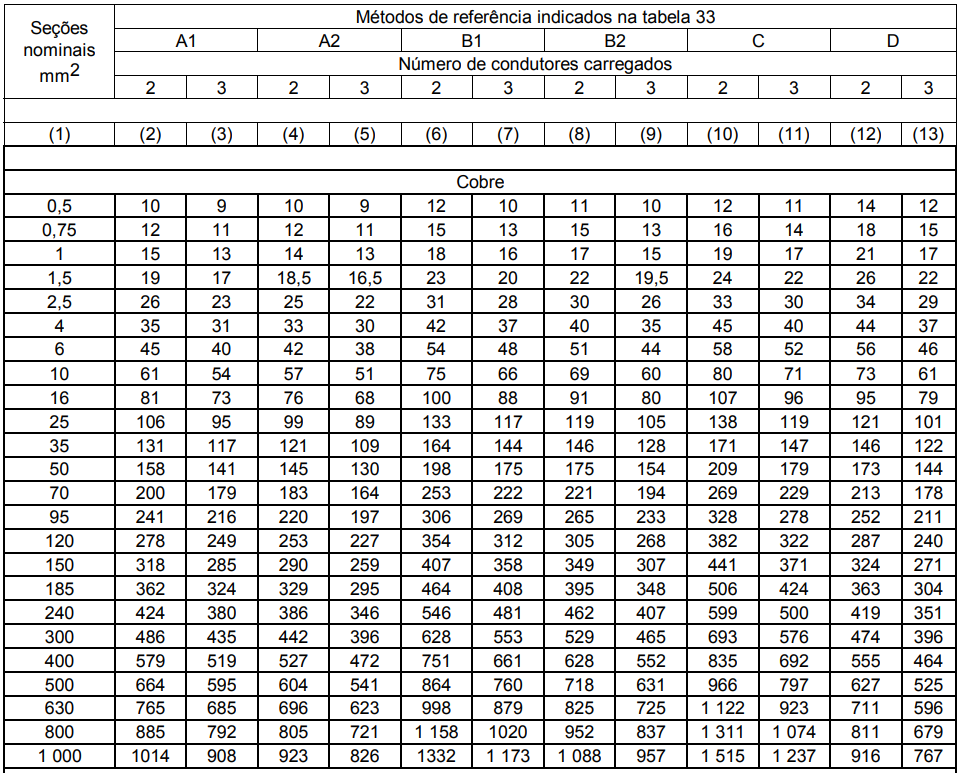 Seções nominais mm2
Métodos de referência indicados na tabela 33
A1 A2 B1 B2 C D
Número de condutores carregados
2 3 2 3 2 3 2 3 2 3 2 3
(1) (2) (3) (4) (5) (6) (7) (8) (9) (10) (11) (12) (13)
Cobre
0,5 10 9 10 9 12 10 11 10 12 11 14 12
0,75 12 11 12 11 15 13 15 13 16 14 18 15
1 15 13 14 13 18 16 17 15 19 17 21 17
1,5 19 17 18,5 16,5 23 20 22 19,5 24 22 26 22
2,5 26 23 25 22 31 28 30 26 33 30 34 29
4 35 31 33 30 42 37 40 35 45 40 44 37
6 45 40 42 38 54 48 51 44 58 52 56 46
10 61 54 57 51 75 66 69 60 80 71 73 61
16 81 73 76 68 100 88 91 80 107 96 95 79
25 106 95 99 89 133 117 119 105 138 119 121 101
35 131 117 121 109 164 144 146 128 171 147 146 122
50 158 141 145 130 198 175 175 154 209 179 173 144
70 200 179 183 164 253 222 221 194 269 229 213 178
95 241 216 220 197 306 269 265 233 328 278 252 211
120 278 249 253 227 354 312 305 268 382 322 287 240
150 318 285 290 259 407 358 349 307 441 371 324 271
185 362 324 329 295 464 408 395 348 506 424 363 304
240 424 380 386 346 546 481 462 407 599 500 419 351
300 486 435 442 396 628 553 529 465 693 576 474 396
400 579 519 527 472 751 661 628 552 835 692 555 464
500 664 595 604 541 864 760 718 631 966 797 627 525
630 765 685 696 623 998 879 825 725 1 122 923 711 596
800 885 792 805 721 1 158 1020 952 837 1 311 1 074 811 679
1 000 1014 908 923 826 1332 1 173 1 088 957 1 515 1 237 916 767